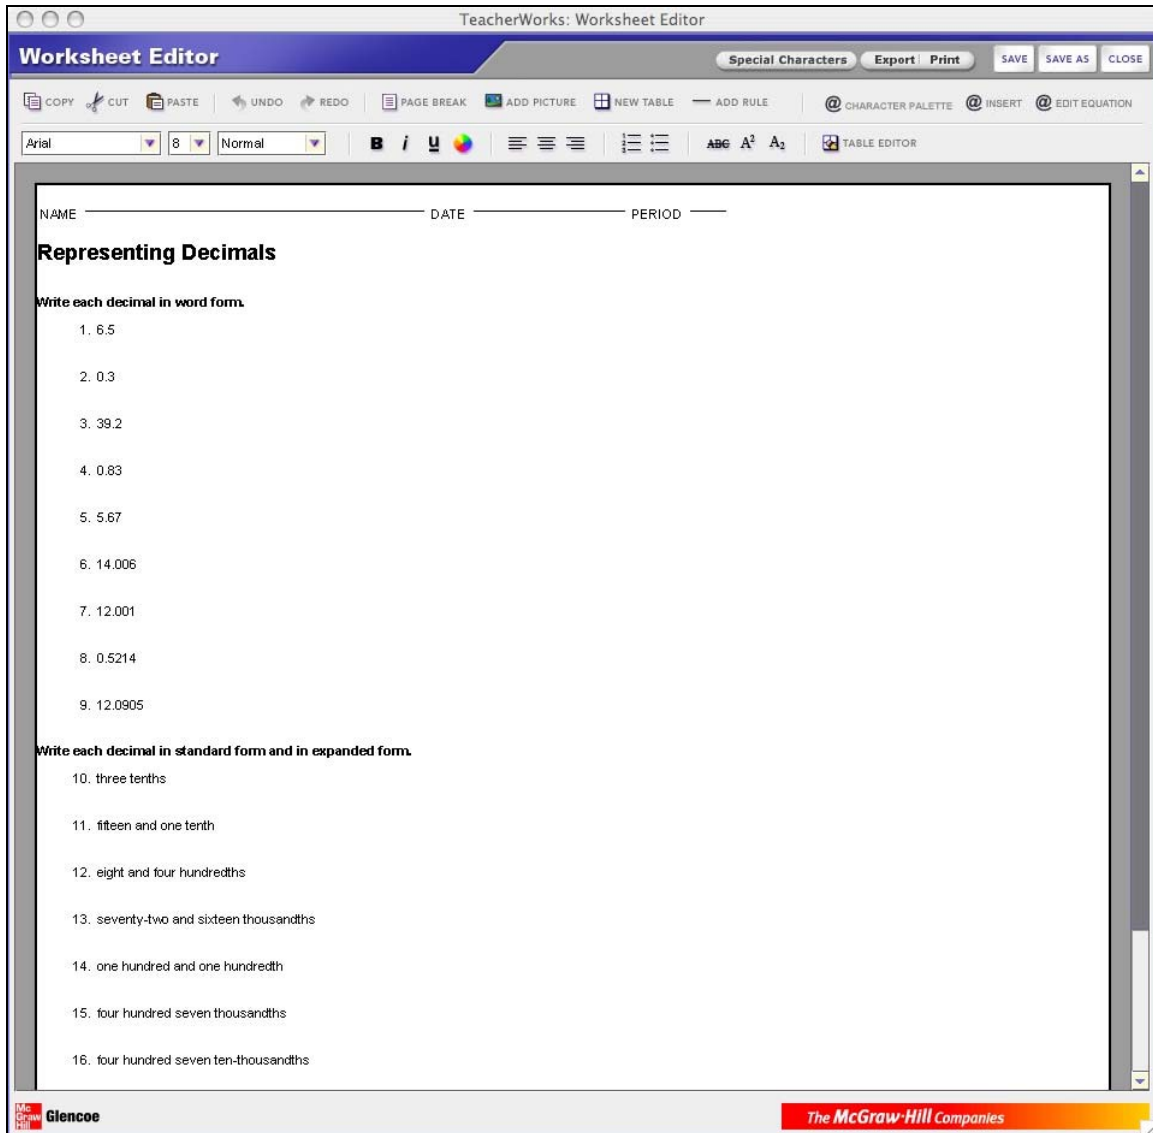 TeacherWorks: Worksheet Editor
Worksheet Editor
Special Characters Export Print SAVE SAVE AS CLOSE
COPY CUT PASTE UNDO REDO PAGE BREAK ADD PICTURE NEW TABLE ADD RULE @ CHARACTER PALETTE @ INSERT @ EDIT EQUATION
Arial 8 Normal B i U ABC A² A₂ TABLE EDITOR
NAME DATE PERIOD
Representing Decimals
Write each decimal in word form.
1. 6.5
2. 0.3
3. 39.2
4. 0.83
5. 5.67
6. 14.006
7. 12.001
8. 0.5214
9. 12.0905
Write each decimal in standard form and in expanded form.
10. three tenths
11. fifteen and one tenth
12. eight and four hundredths
13. seventy-two and sixteen thousandths
14. one hundred and one hundredth
15. four hundred seven thousandths
16. four hundred seven ten-thousandths
Mc Graw Hill Glencoe
The McGraw·Hill Companies